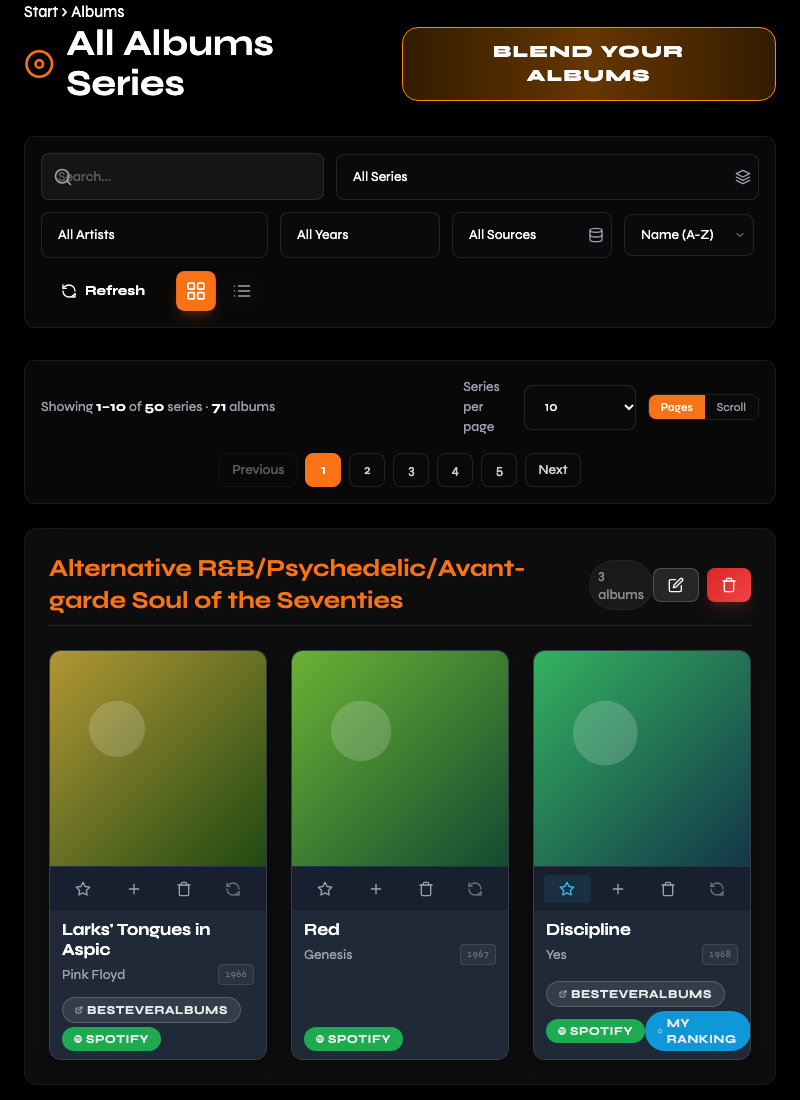 Start › Albums
All Albums
Series
BLEND YOUR
ALBUMS
Search...
All Series
All Artists
All Years
All Sources
Name (A-Z)
Refresh
Showing 1–10 of 50 series · 71 albums
Series
per
page
10
Pages
Scroll
Previous
1
2
3
4
5
Next
Alternative R&B/Psychedelic/Avant-
garde Soul of the Seventies
3
albums
Larks' Tongues in
Aspic
Pink Floyd
1966
BESTEVERALBUMS
SPOTIFY
Red
Genesis
1967
SPOTIFY
Discipline
Yes
1968
BESTEVERALBUMS
SPOTIFY
MY
RANKING